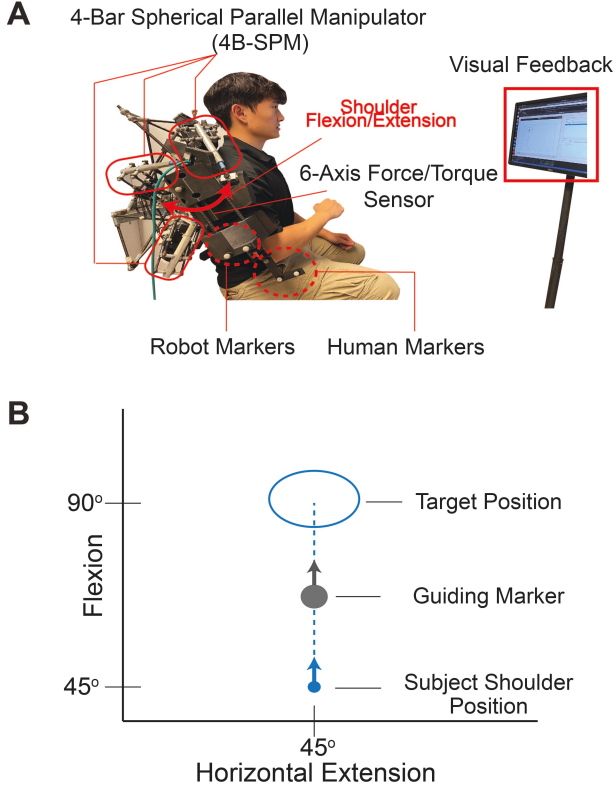 A
4-Bar Spherical Parallel Manipulator
(4B-SPM)
Visual Feedback
Shoulder
Flexion/Extension
6-Axis Force/Torque
Sensor
Robot Markers
Human Markers
B
90°
Target Position
Flexion
Guiding Marker
45°
Subject Shoulder
Position
45°
Horizontal Extension